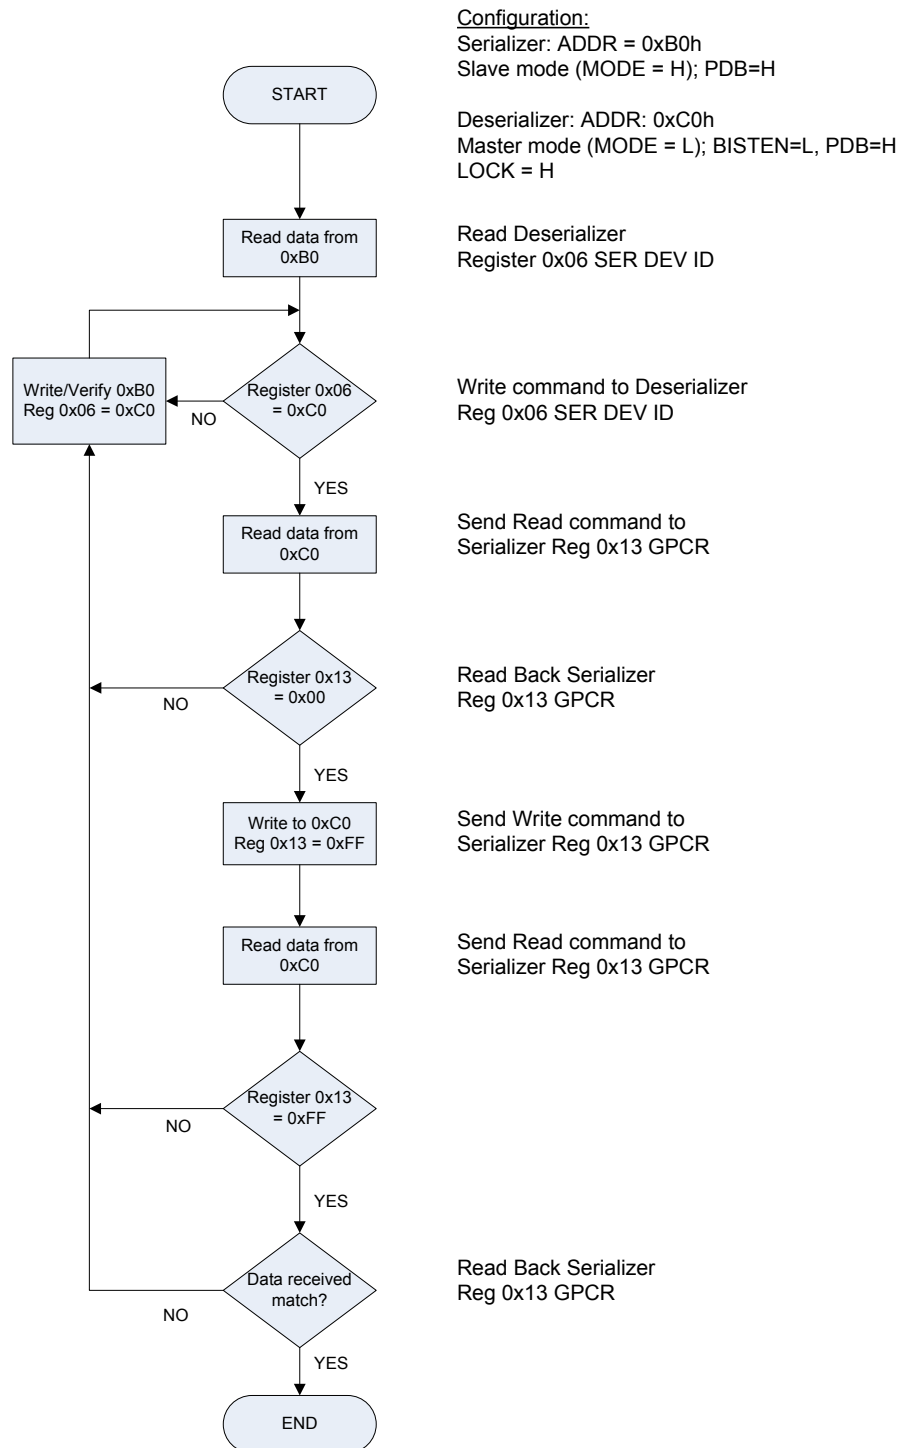 Configuration:
Serializer: ADDR = 0xB0h
Slave mode (MODE = H); PDB=H
START
Deserializer: ADDR: 0xC0h
Master mode (MODE = L); BISTEN=L, PDB=H
LOCK = H
Read data from
0xB0
Read Deserializer
Register 0x06 SER DEV ID
Write/Verify 0xB0
Reg 0x06 = 0xC0
NO
Register 0x06
= 0xC0
Write command to Deserializer
Reg 0x06 SER DEV ID
YES
Read data from
0xC0
Send Read command to
Serializer Reg 0x13 GPCR
Register 0x13
= 0x00
NO
Read Back Serializer
Reg 0x13 GPCR
YES
Write to 0xC0
Reg 0x13 = 0xFF
Send Write command to
Serializer Reg 0x13 GPCR
Read data from
0xC0
Send Read command to
Serializer Reg 0x13 GPCR
Register 0x13
= 0xFF
NO
YES
Data received
match?
NO
Read Back Serializer
Reg 0x13 GPCR
YES
END